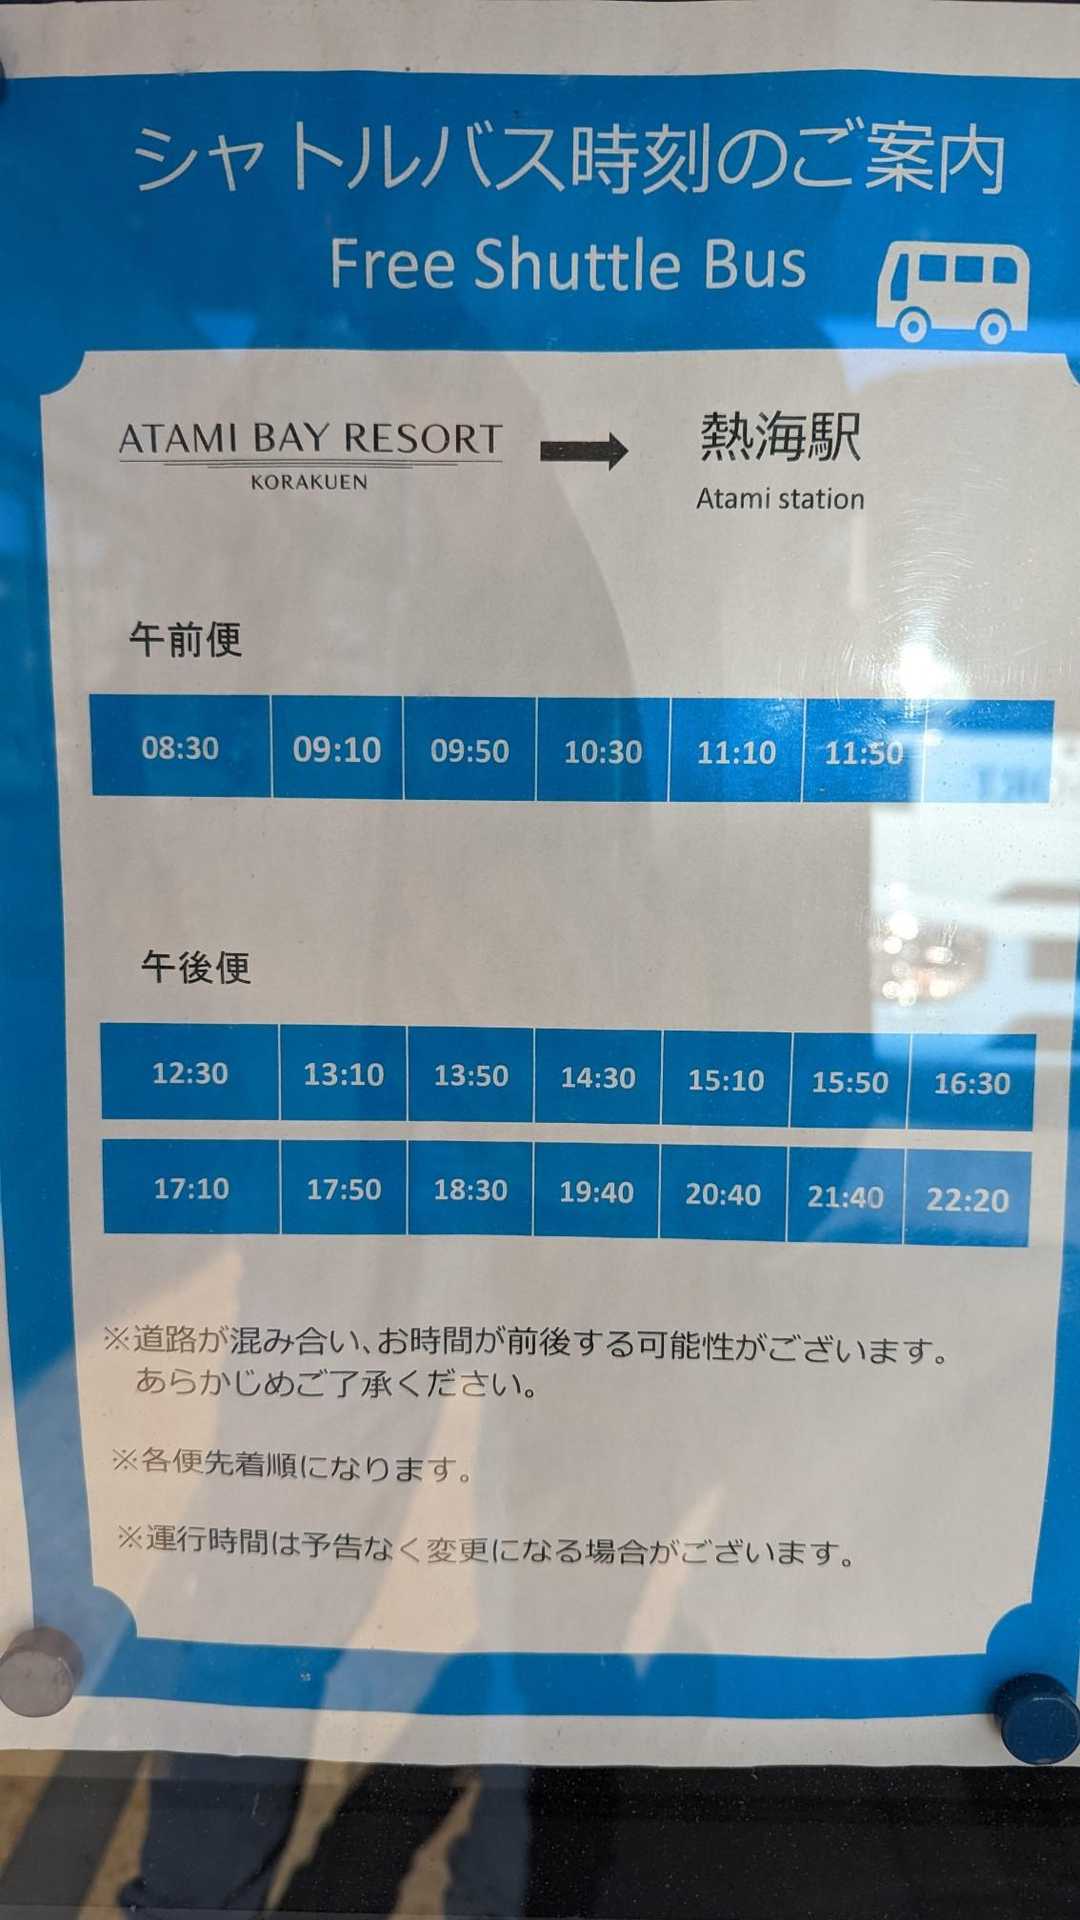 シャトルバス時刻のご案内
Free Shuttle Bus
ATAMI BAY RESORT
KORAKUEN
熱海駅
Atami station
午前便
08:30 09:10 09:50 10:30 11:10 11:50
午後便
12:30 13:10 13:50 14:30 15:10 15:50 16:30
17:10 17:50 18:30 19:40 20:40 21:40 22:20
※道路が混み合い、お時間が前後する可能性がございます。
あらかじめご了承ください。
※各便先着順になります。
※運行時間は予告なく変更になる場合がございます。